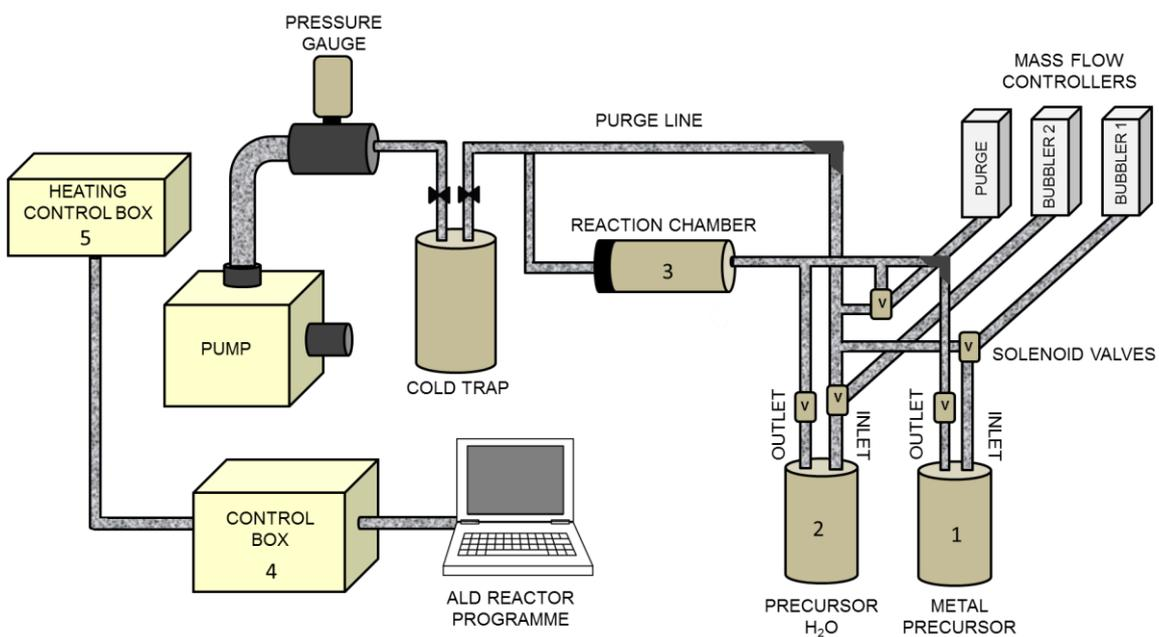 PRESSURE
GAUGE
MASS FLOW
CONTROLLERS
PURGE LINE
PURGE
BUBBLER 2
BUBBLER 1
HEATING
CONTROL BOX
5
REACTION CHAMBER
3
V
PUMP
V
SOLENOID VALVES
COLD TRAP
OUTLET
V
V
INLET
OUTLET
V
INLET
CONTROL
BOX
4
2
1
ALD REACTOR
PROGRAMME
PRECURSOR
H₂O
METAL
PRECURSOR